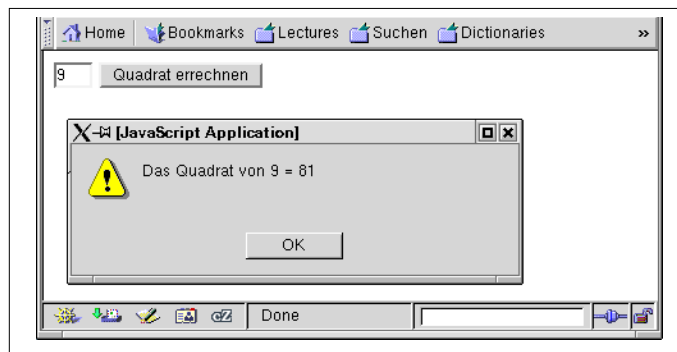 Home Bookmarks Lectures Suchen Dictionaries »
9 Quadrat errechnen
[JavaScript Application]
Das Quadrat von 9 = 81
OK
Done